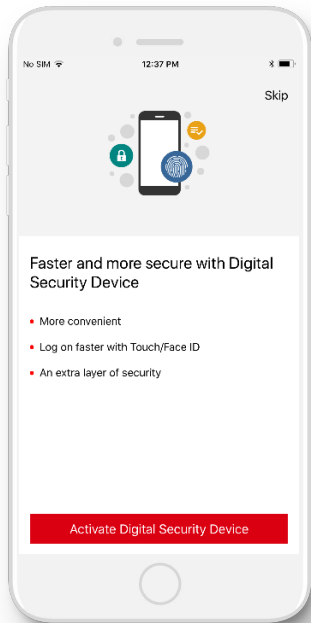 No SIM 12:37 PM
Skip
Faster and more secure with Digital
Security Device
More convenient
Log on faster with Touch/Face ID
An extra layer of security
Activate Digital Security Device